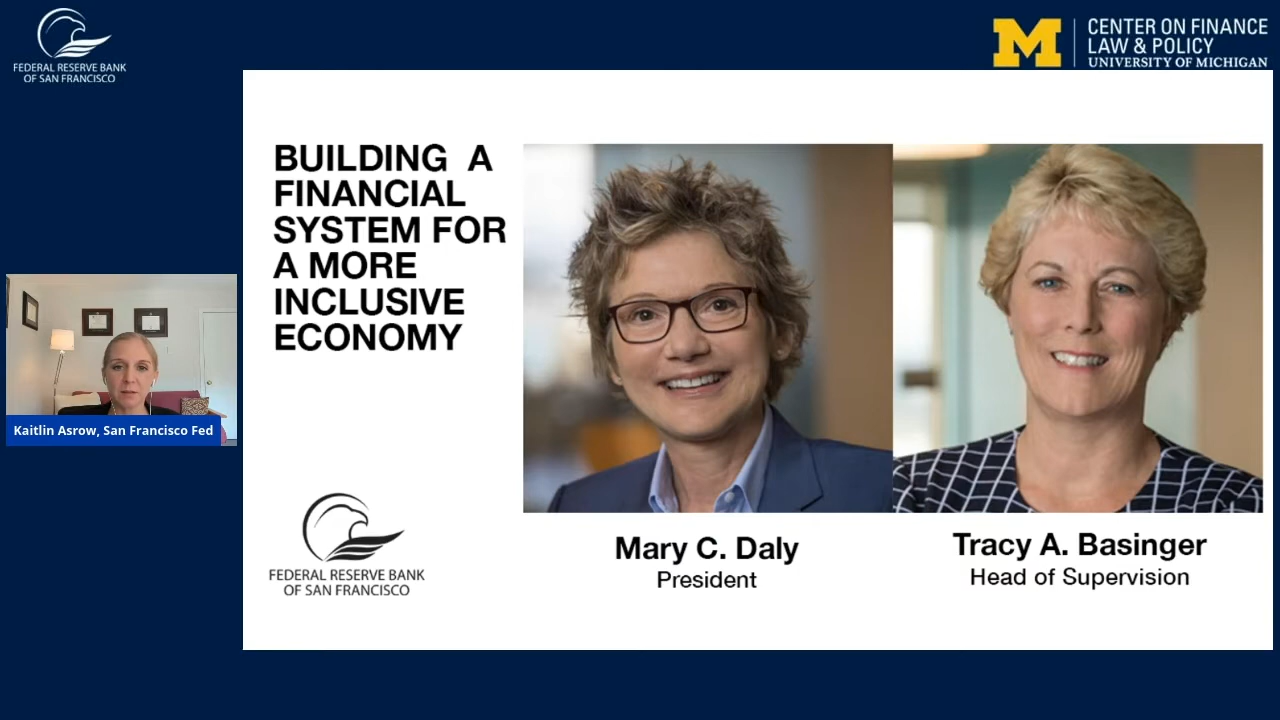 FEDERAL RESERVE BANK
OF SAN FRANCISCO
M
CENTER ON FINANCE
LAW & POLICY
UNIVERSITY OF MICHIGAN
BUILDING A
FINANCIAL
SYSTEM FOR
A MORE
INCLUSIVE
ECONOMY
Kaitlin Asrow, San Francisco Fed
FEDERAL RESERVE BANK
OF SAN FRANCISCO
Mary C. Daly
President
Tracy A. Basinger
Head of Supervision